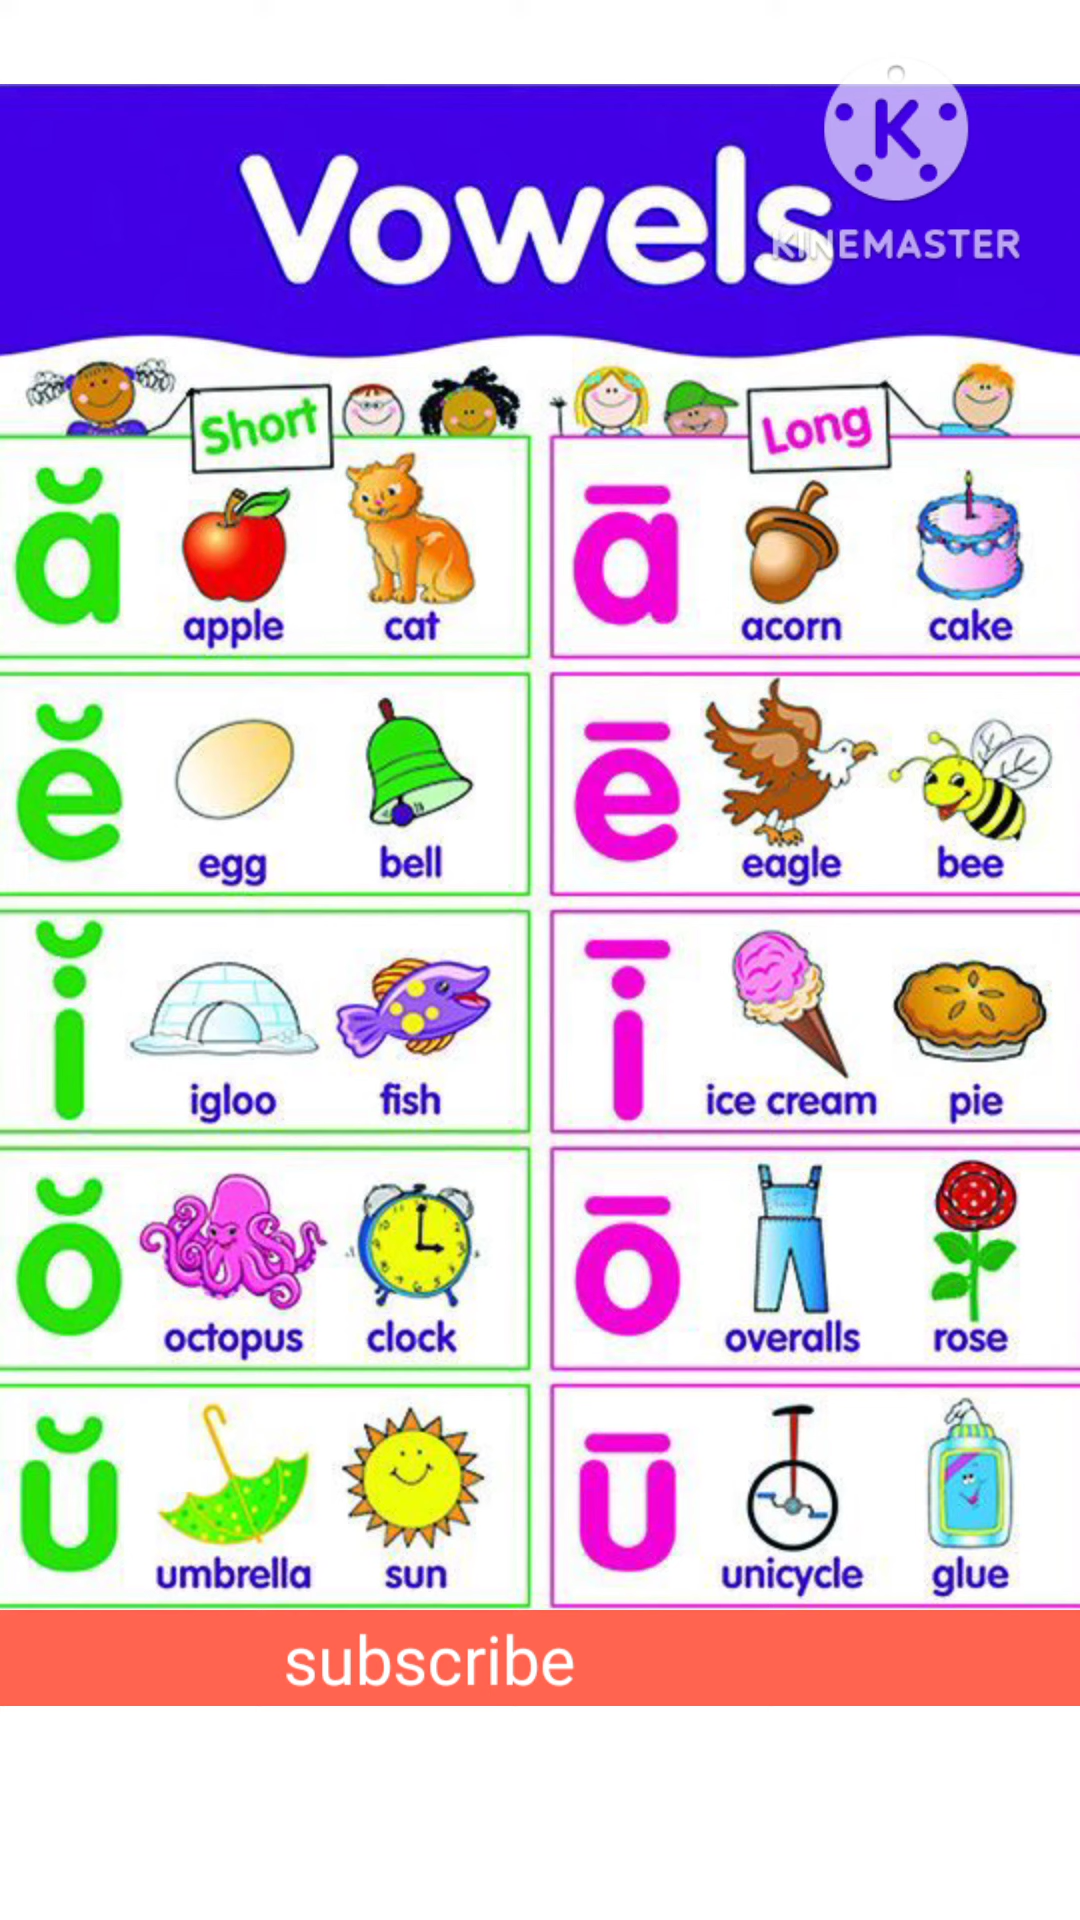 K
KINEMASTER
Vowels
Short
Long
ă
apple cat
ā
acorn cake
ĕ
egg bell
ē
eagle bee
ĭ
igloo fish
ī
ice cream pie
ŏ
octopus clock
ō
overalls rose
ŭ
umbrella sun
ū
unicycle glue
subscribe